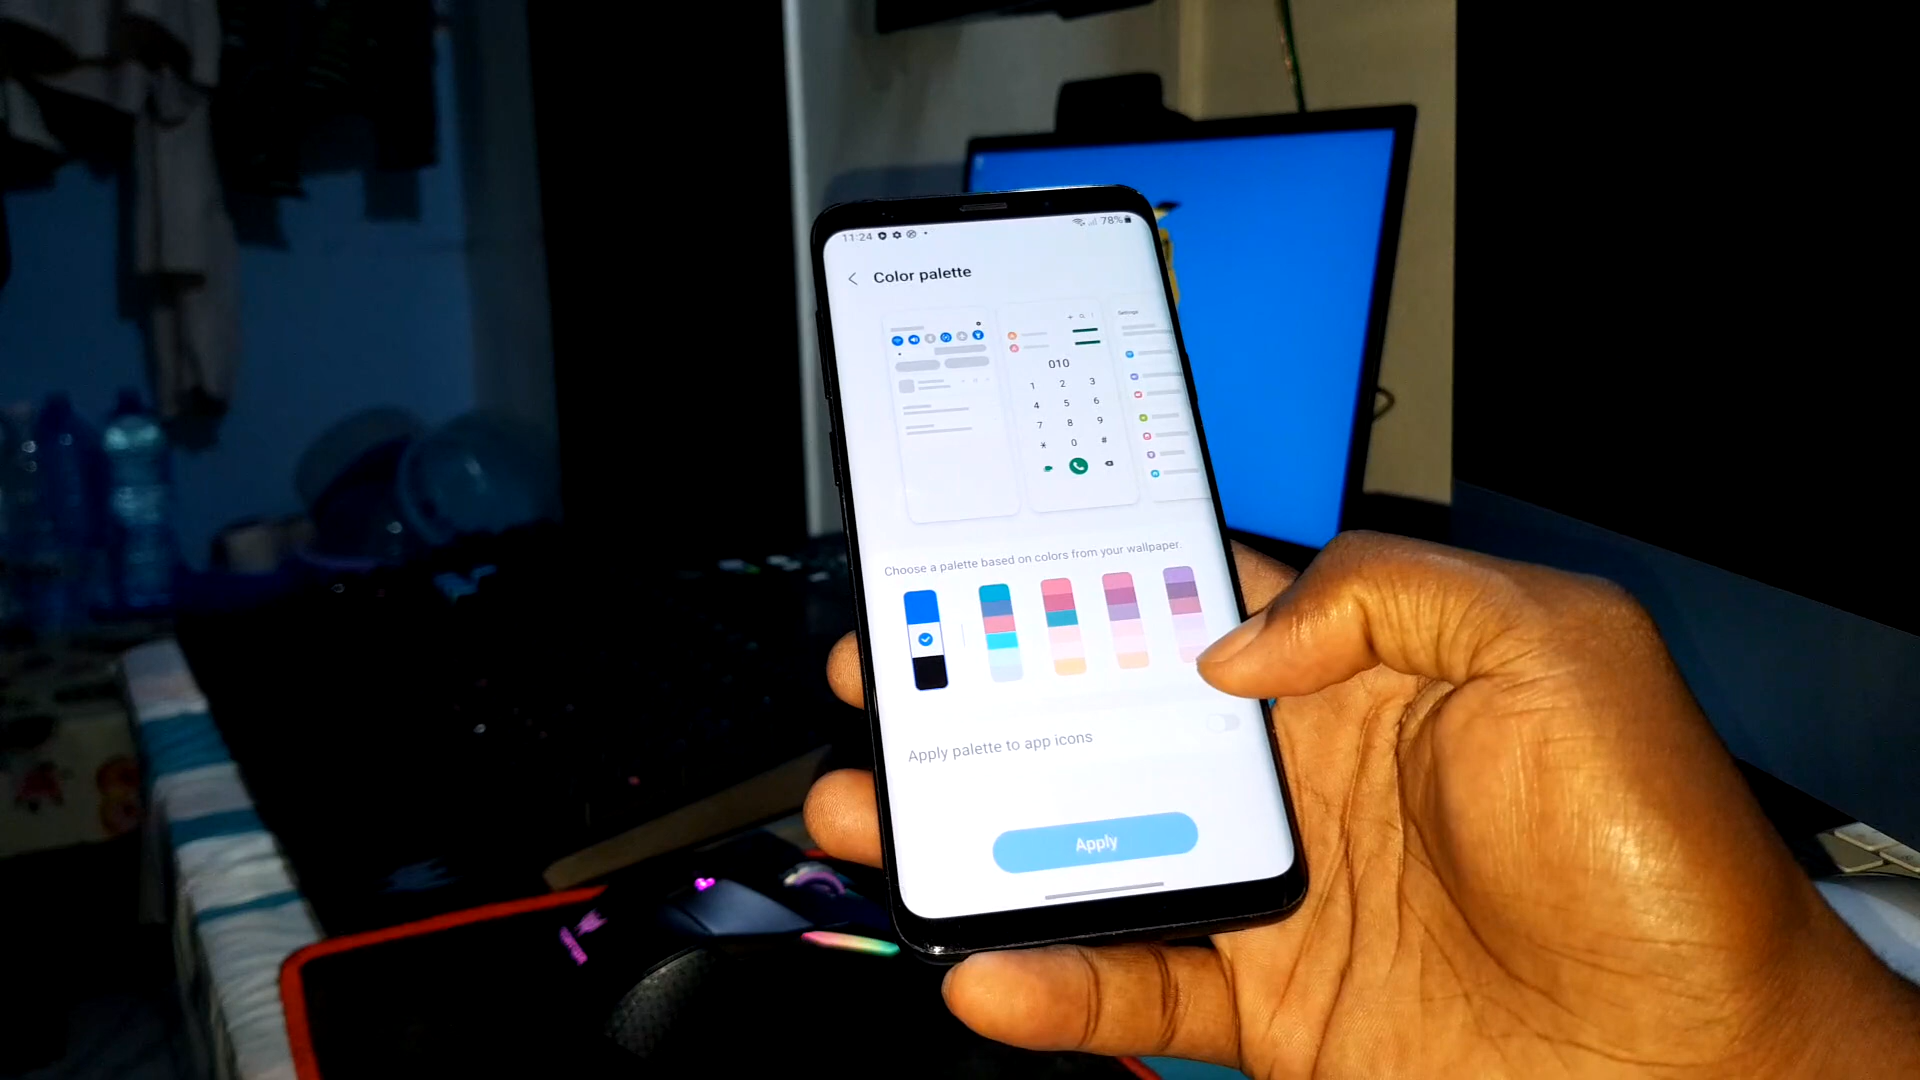 11:24
78%
Color palette
Settings
010
1 2 3
4 5 6
7 8 9
* 0 #
Choose a palette based on colors from your wallpaper.
Apply palette to app icons
Apply